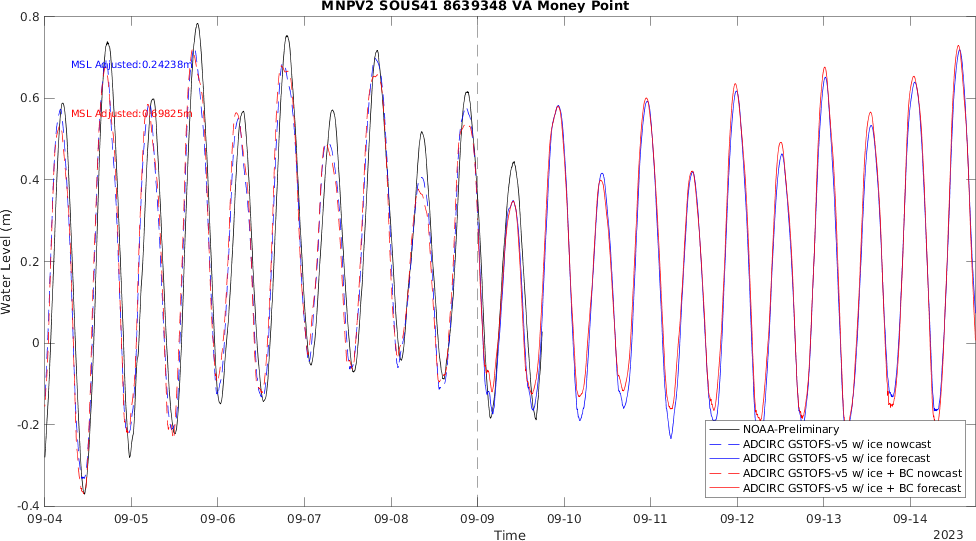 MNPV2 SOUS41 8639348 VA Money Point
0.8
0.6
0.4
0.2
0
-0.2
-0.4
Water Level (m)
MSL Adjusted:0.24238m
MSL Adjusted:0.69825m
NOAA-Preliminary
ADCIRC GSTOFS-v5 w/ ice nowcast
ADCIRC GSTOFS-v5 w/ ice forecast
ADCIRC GSTOFS-v5 w/ ice + BC nowcast
ADCIRC GSTOFS-v5 w/ ice + BC forecast
09-04 09-05 09-06 09-07 09-08 09-09 09-10 09-11 09-12 09-13 09-14
Time
2023